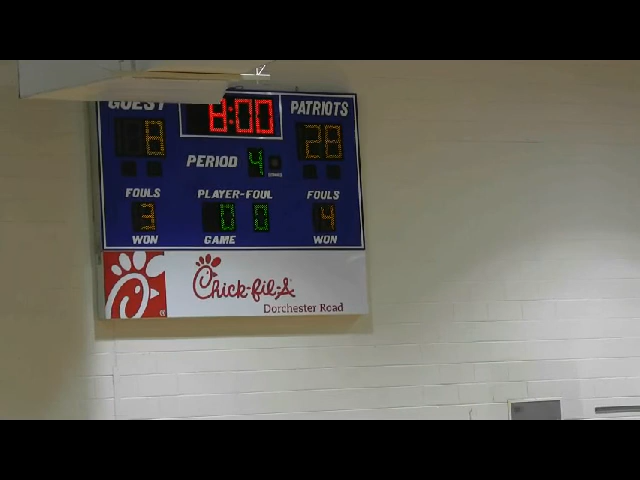 GUEST 8:00 PATRIOTS
8 28
PERIOD 4
FOULS PLAYER-FOUL FOULS
3 0 0 4
WON GAME WON
Chick-fil-A
Dorchester Road